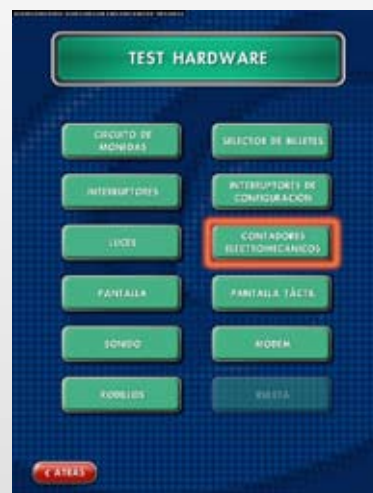 TEST HARDWARE
CIRCUITO DE
MONEDAS
SELECTOR DE BILLETES
INTERRUPTORES
INTERRUPTORES DE
CONFIGURACIÓN
LUCES
CONTADORES
ELECTROMECÁNICOS
PANTALLA
PANTALLA TÁCTIL
SONIDO
MODEM
RODILLOS
ATRÁS